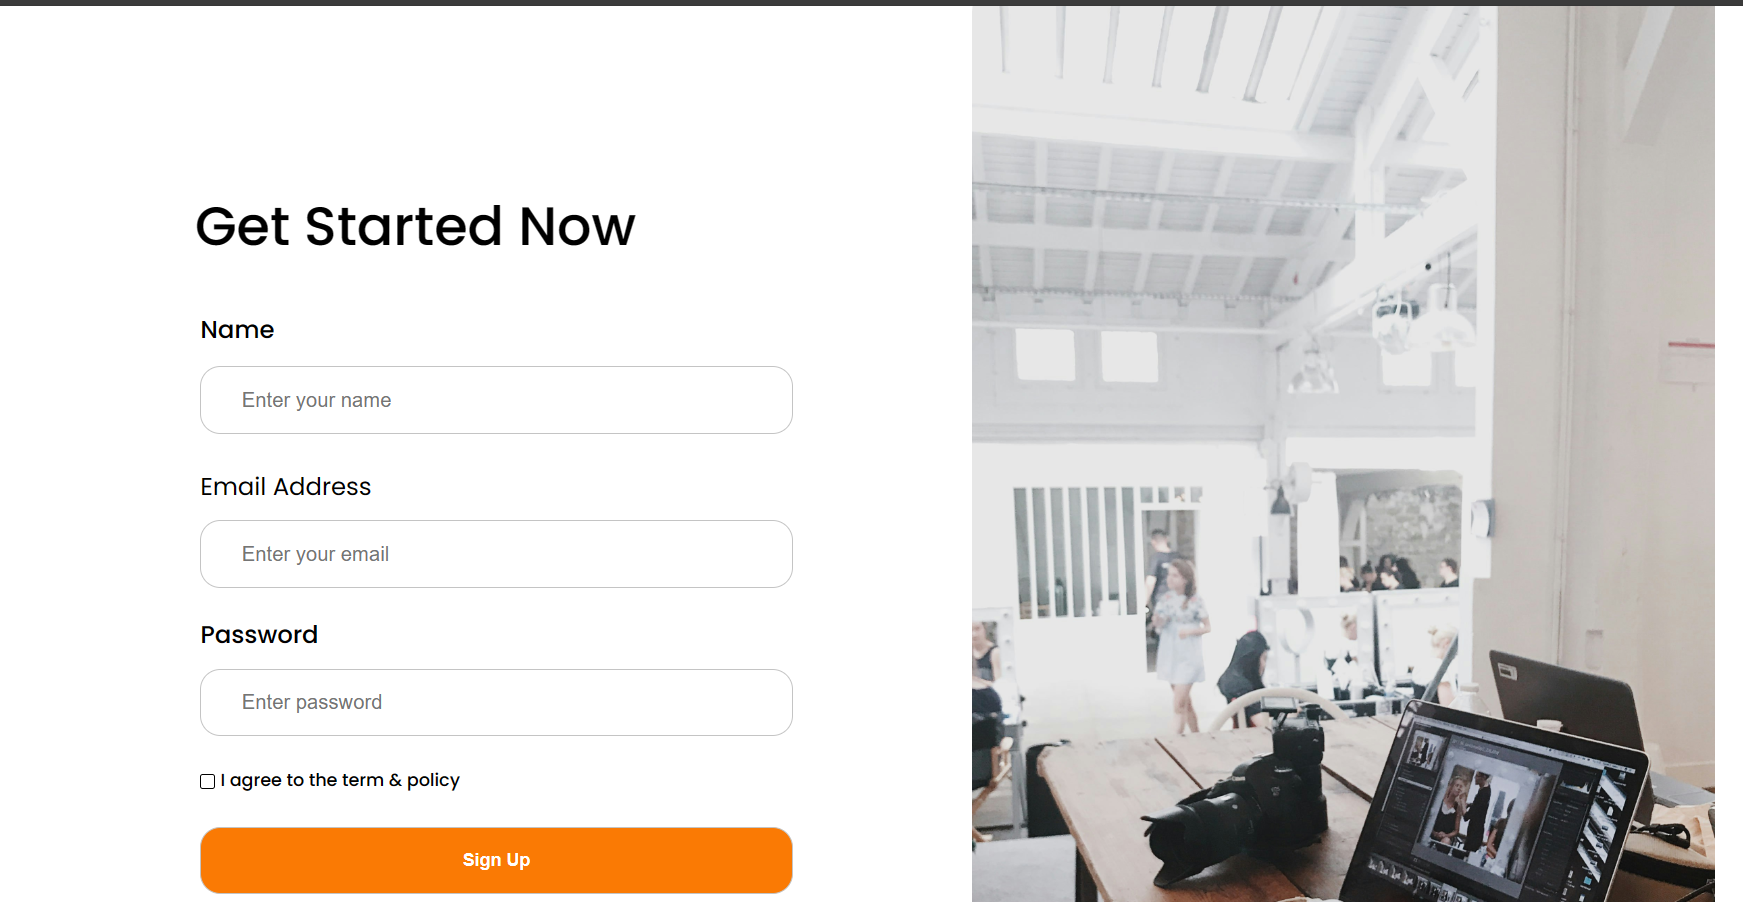 Get Started Now
Name
Enter your name
Email Address
Enter your email
Password
Enter password
I agree to the term & policy
Sign Up